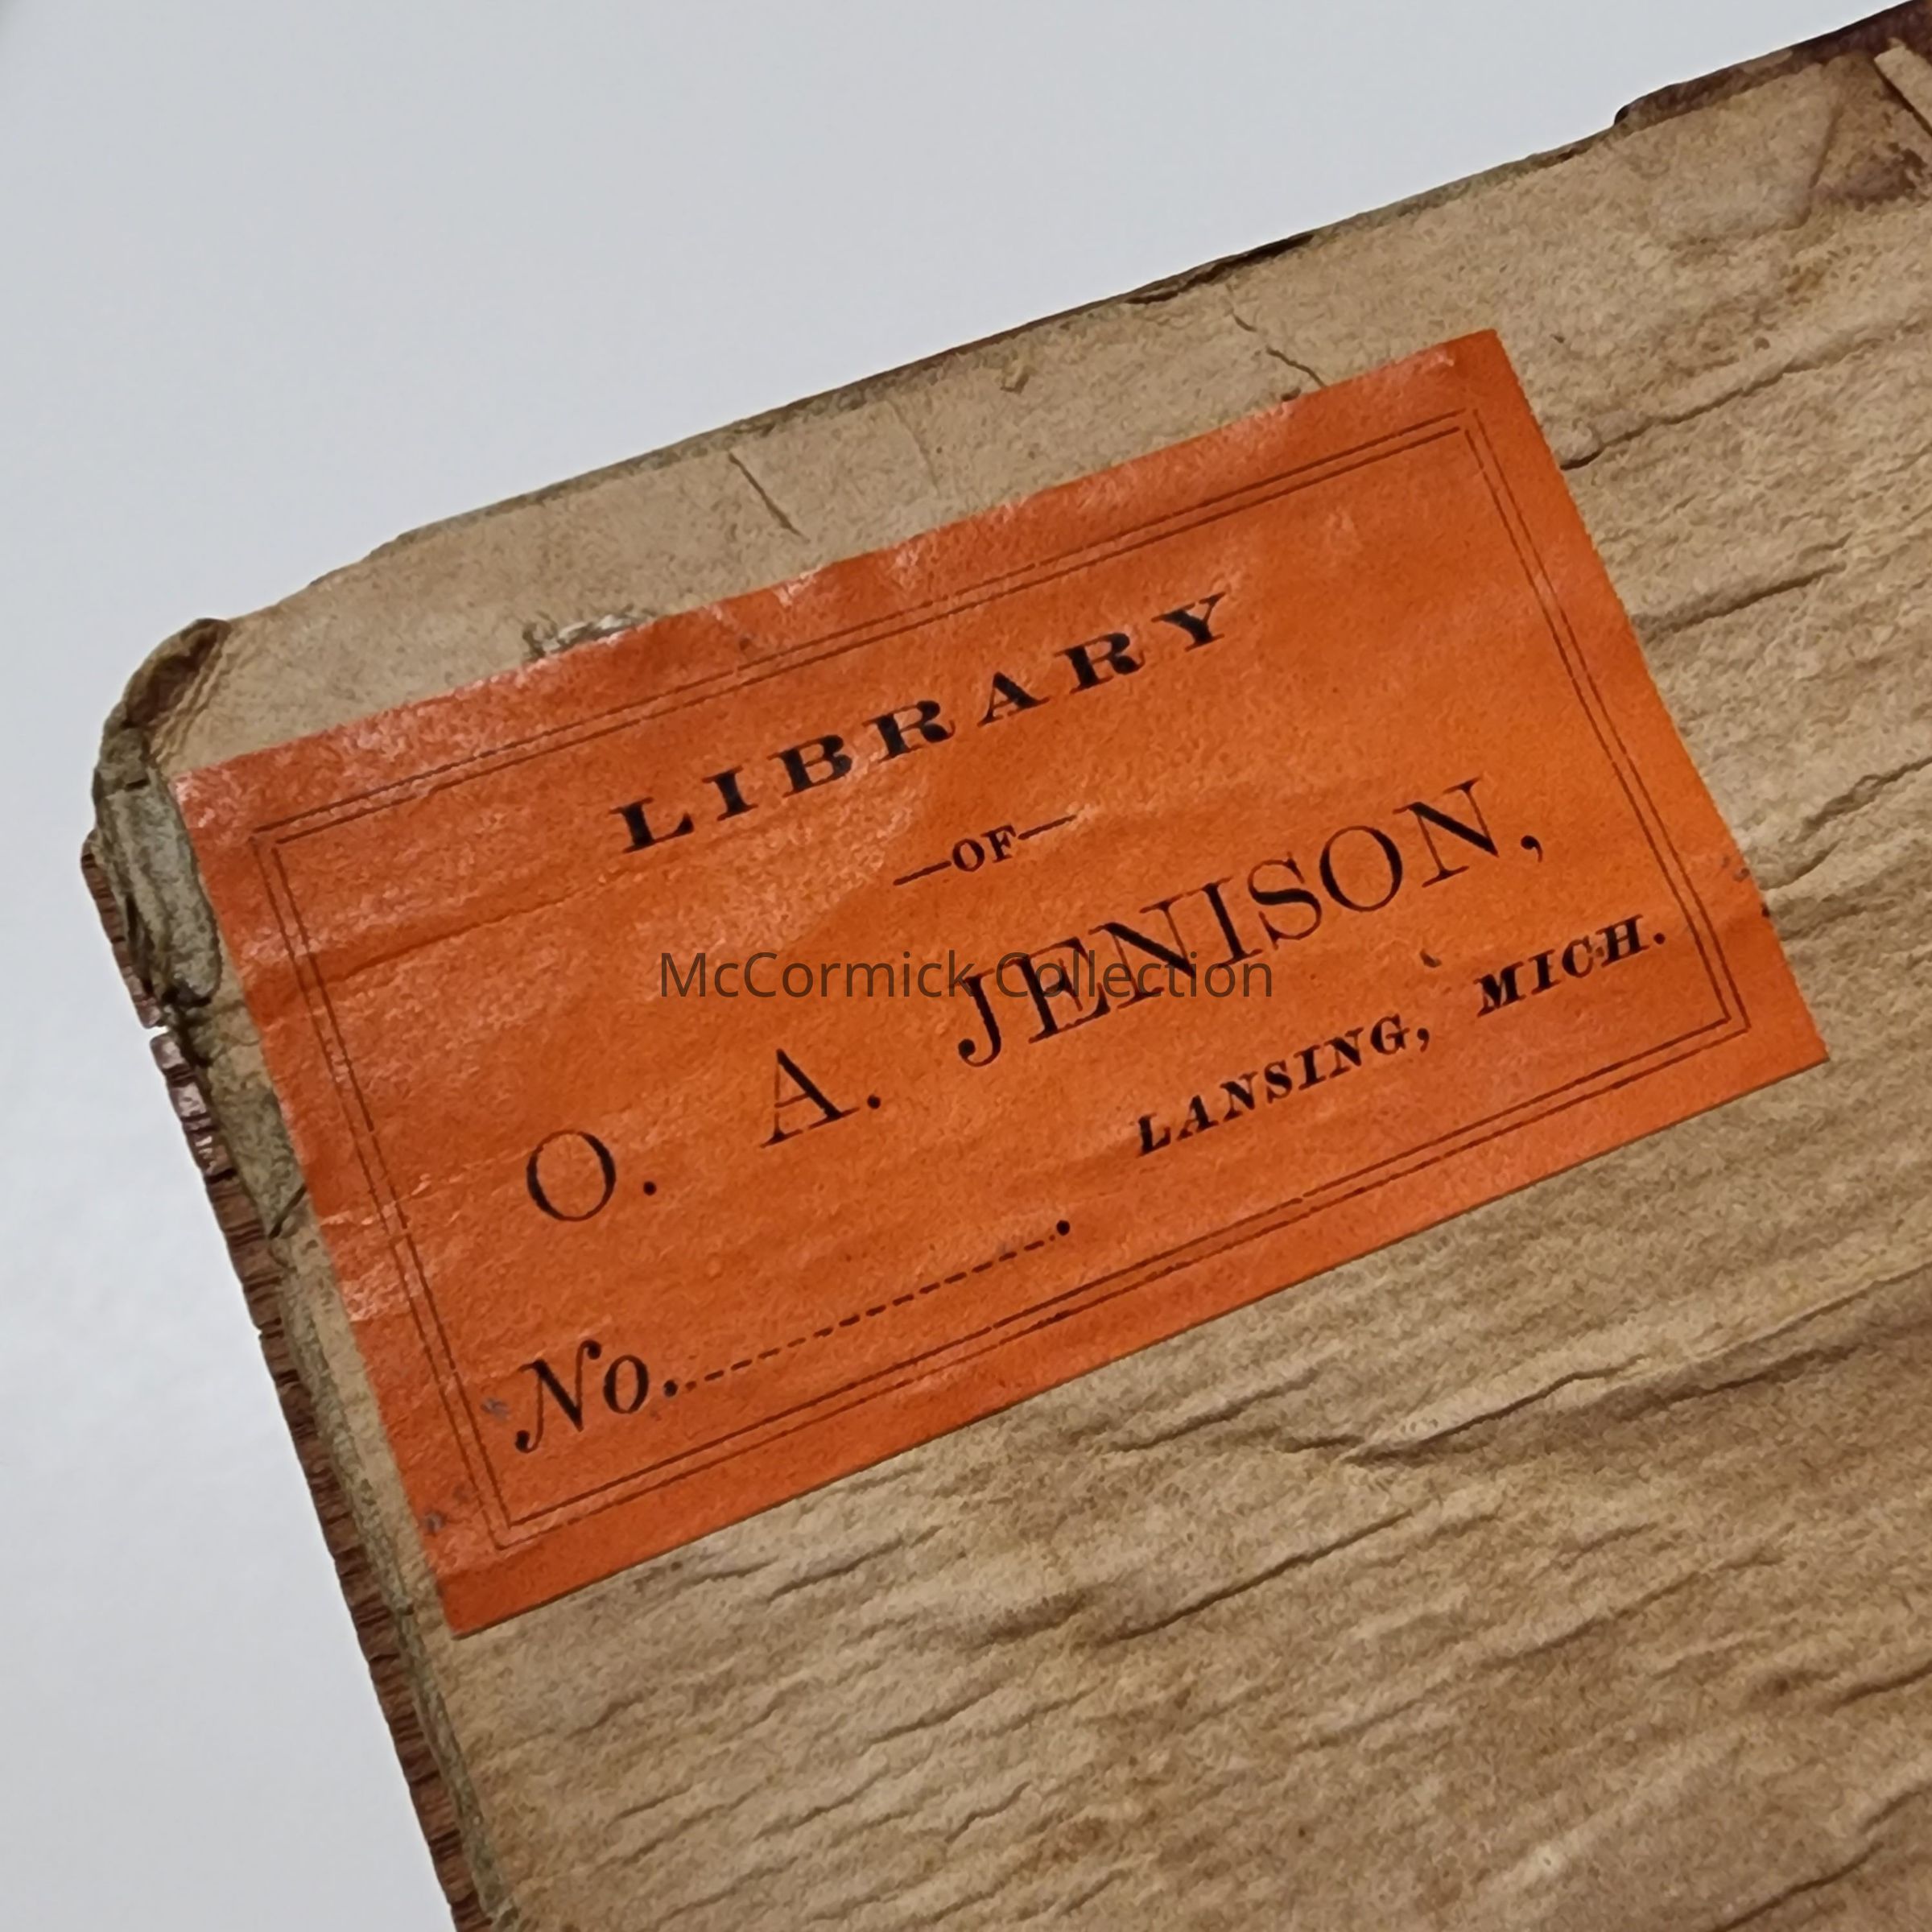 LIBRARY
—OF—
O. A. JENISON,
LANSING, MICH.
No..................
McCormick Collection